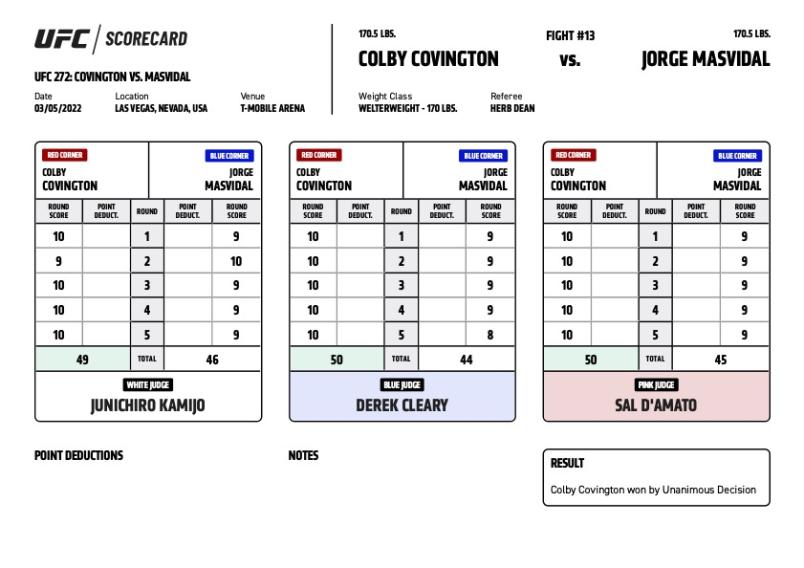 UFC / SCORECARD
UFC 272: COVINGTON VS. MASVIDAL
Date Location Venue
03/05/2022 LAS VEGAS, NEVADA, USA T-MOBILE ARENA
170.5 LBS. FIGHT #13 170.5 LBS.
COLBY COVINGTON vs. JORGE MASVIDAL
Weight Class Referee
WELTERWEIGHT - 170 LBS. HERB DEAN
RED CORNER BLUE CORNER
COLBY JORGE
COVINGTON MASVIDAL
ROUND SCORE POINT DEDUCT. ROUND POINT DEDUCT. ROUND SCORE
10 1 9
9 2 10
10 3 9
10 4 9
10 5 9
49 TOTAL 46
WHITE JUDGE
JUNICHIRO KAMIJO
RED CORNER BLUE CORNER
COLBY JORGE
COVINGTON MASVIDAL
ROUND SCORE POINT DEDUCT. ROUND POINT DEDUCT. ROUND SCORE
10 1 9
10 2 9
10 3 9
10 4 9
10 5 8
50 TOTAL 44
BLUE JUDGE
DEREK CLEARY
RED CORNER BLUE CORNER
COLBY JORGE
COVINGTON MASVIDAL
ROUND SCORE POINT DEDUCT. ROUND POINT DEDUCT. ROUND SCORE
10 1 9
10 2 9
10 3 9
10 4 9
10 5 9
50 TOTAL 45
PINK JUDGE
SAL D'AMATO
POINT DEDUCTIONS
NOTES
RESULT
Colby Covington won by Unanimous Decision